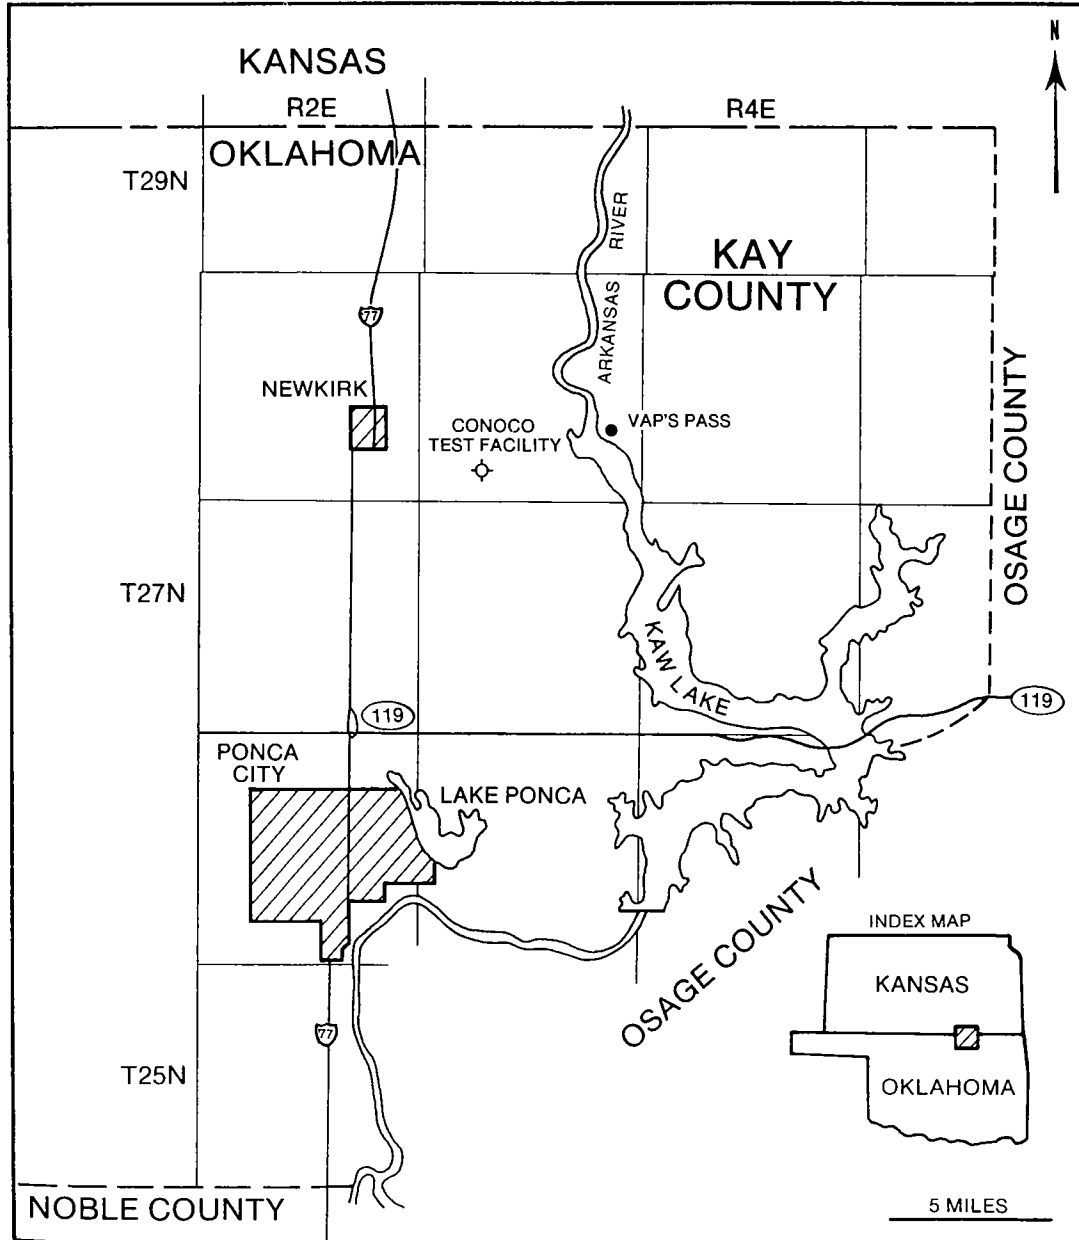 N
KANSAS
R2E
R4E
OKLAHOMA
T29N
ARKANSAS RIVER
KAY
COUNTY
77
NEWKIRK
CONOCO
TEST FACILITY
VAP'S PASS
OSAGE COUNTY
T27N
KAW LAKE
119
119
PONCA
CITY
LAKE PONCA
OSAGE COUNTY
INDEX MAP
KANSAS
OKLAHOMA
77
T25N
NOBLE COUNTY
5 MILES